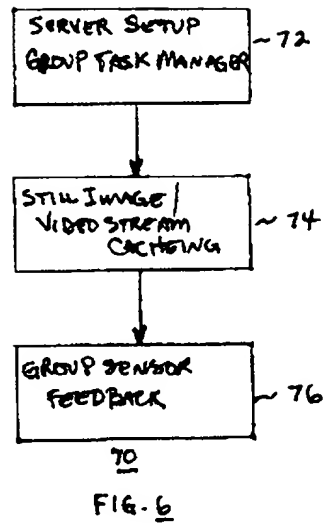 SERVER SETUP
GROUP TASK MANAGER
~ 72
STILL IMAGE /
VIDEO STREAM
CACHEING
~ 74
GROUP SENSOR
FEEDBACK
~ 76
70
FIG. 6